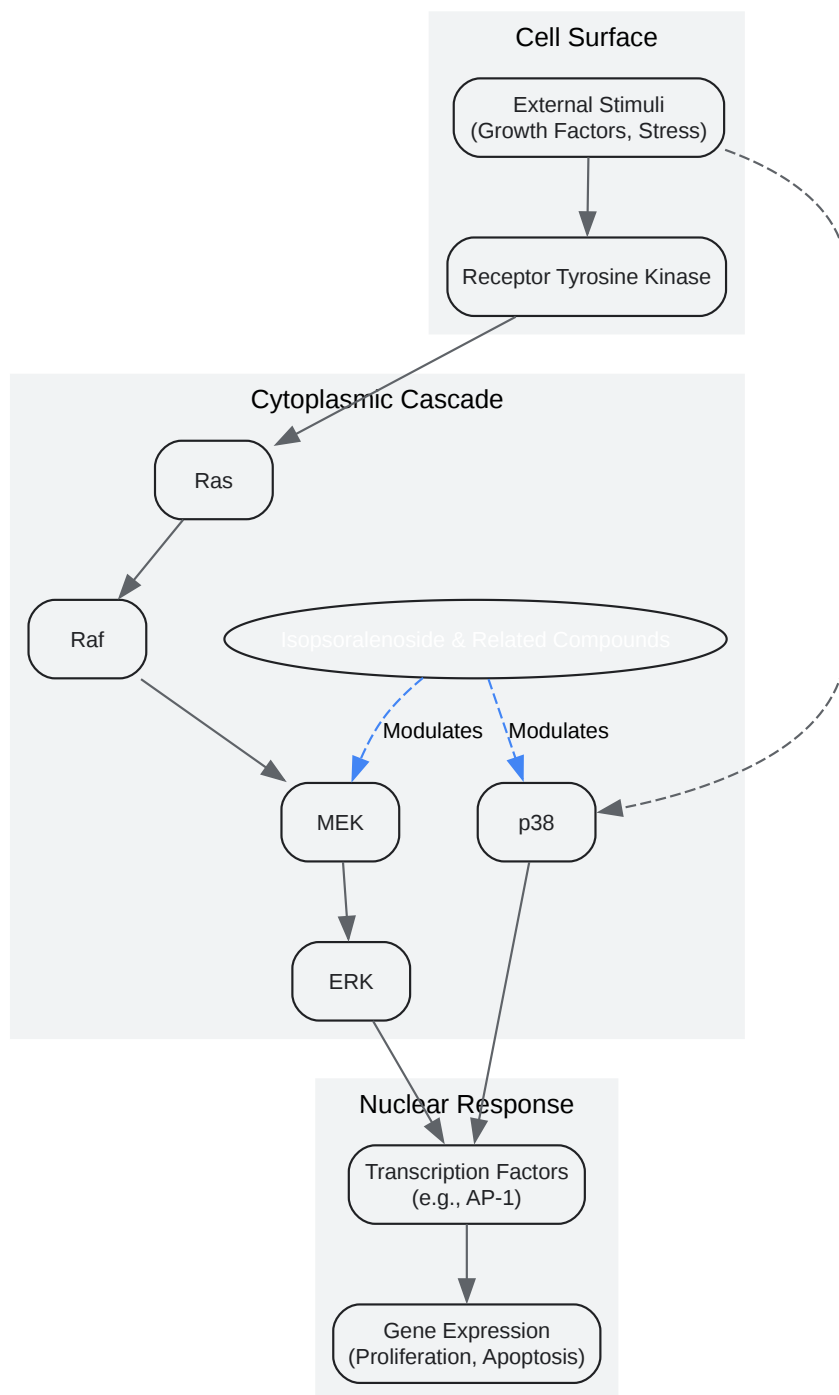 Cell Surface
External Stimuli
(Growth Factors, Stress)
Receptor Tyrosine Kinase
Cytoplasmic Cascade
Ras
Raf
Isopsoralenoside & Related Compounds
Modulates
Modulates
MEK
p38
ERK
Nuclear Response
Transcription Factors
(e.g., AP-1)
Gene Expression
(Proliferation, Apoptosis)